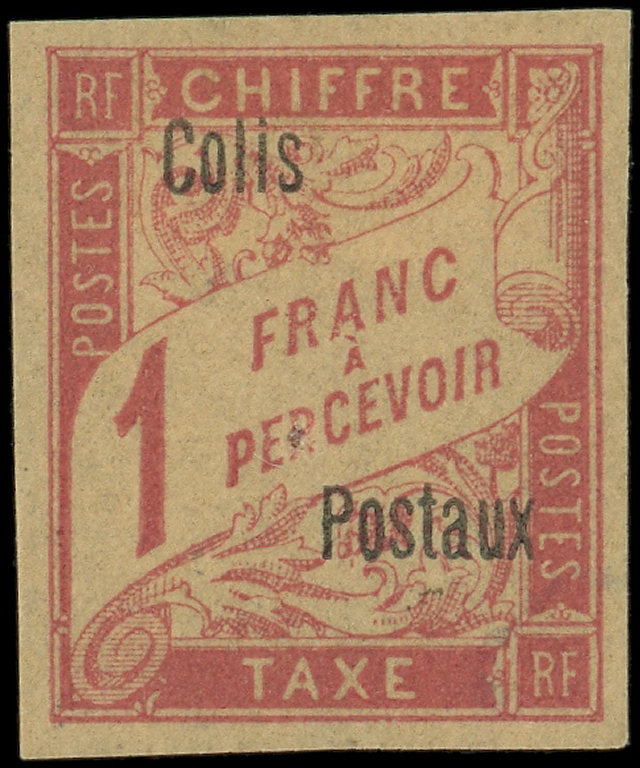 RF CHIFFRE
Colis
POSTES
1 FRANC
À
PERCEVOIR
POSTES
Postaux
TAXE RF